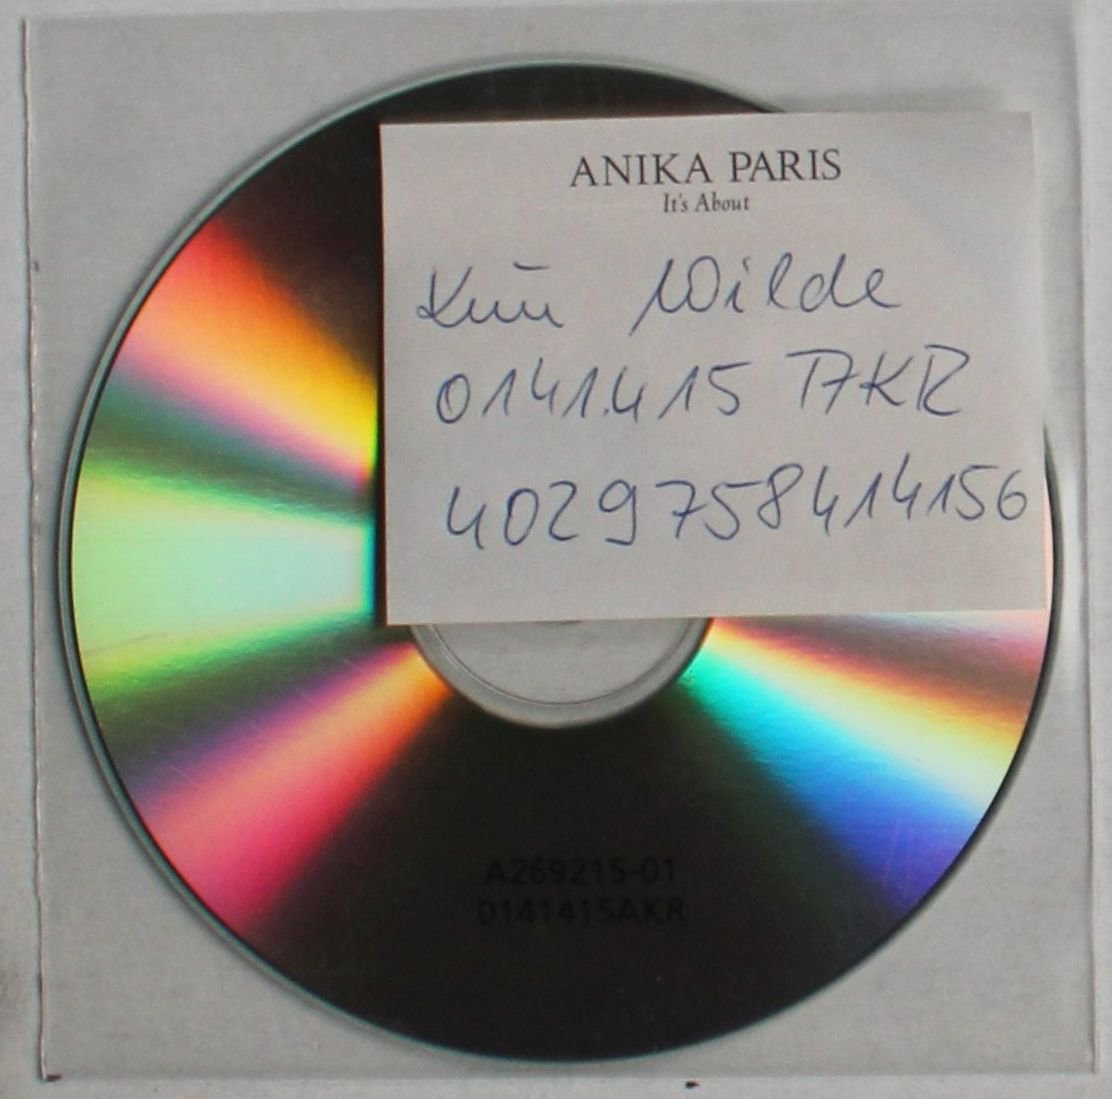 ANIKA PARIS
It's About
Kim Wilde
0141415 AKR
4029758414156
A269215-01
0141415AKR